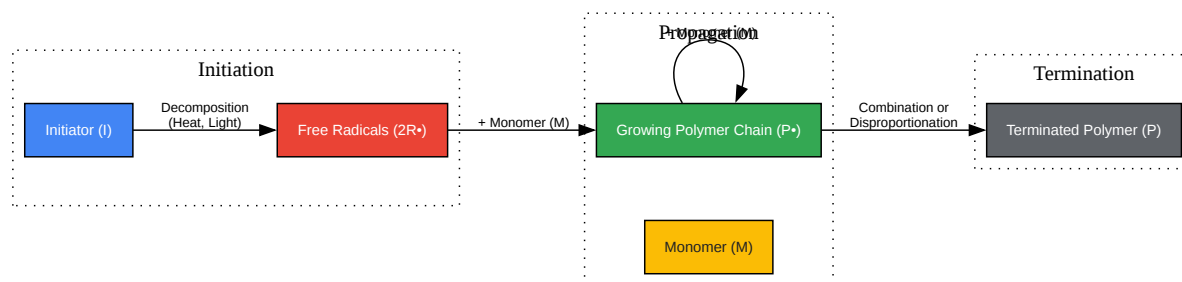 Initiation
Initiator (I)
Decomposition
(Heat, Light)
Free Radicals (2R•)
+ Monomer (M)
Propagation
+ Monomer (M)
Growing Polymer Chain (P•)
Monomer (M)
Combination or
Disproportionation
Termination
Terminated Polymer (P)